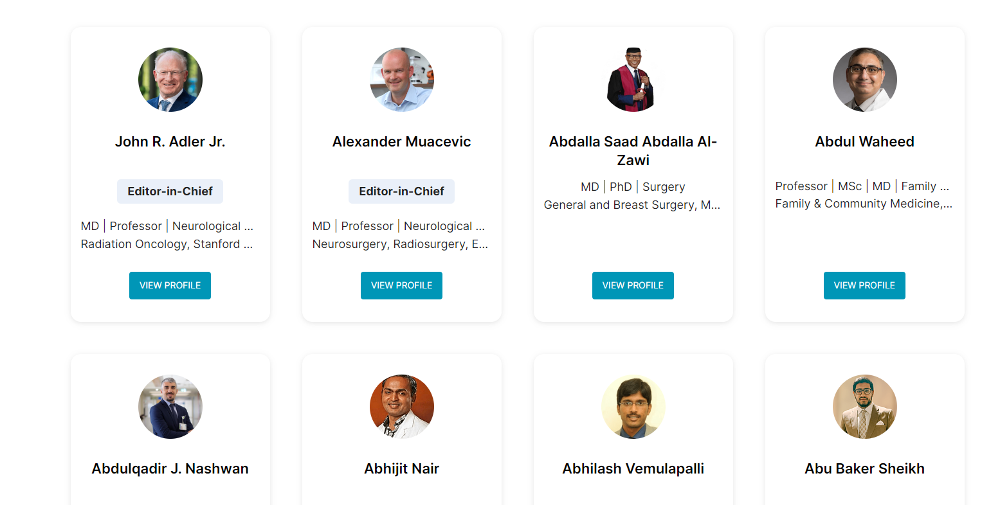 John R. Adler Jr.
Editor-in-Chief
MD | Professor | Neurological ...
Radiation Oncology, Stanford ...
VIEW PROFILE
Alexander Muacevic
Editor-in-Chief
MD | Professor | Neurological ...
Neurosurgery, Radiosurgery, E...
VIEW PROFILE
Abdalla Saad Abdalla Al-
Zawi
MD | PhD | Surgery
General and Breast Surgery, M...
VIEW PROFILE
Abdul Waheed
Professor | MSc | MD | Family ...
Family & Community Medicine,...
VIEW PROFILE
Abdulqadir J. Nashwan
Abhijit Nair
Abhilash Vemulapalli
Abu Baker Sheikh